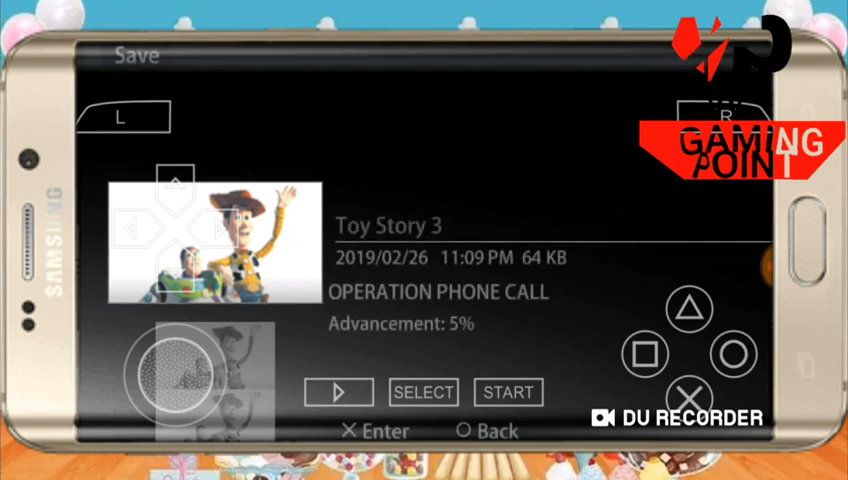 Save
L
R
GAMING
POINT
SAMSUNG
Toy Story 3
2019/02/26 11:09 PM 64 KB
OPERATION PHONE CALL
Advancement: 5%
SELECT
START
DU RECORDER
Enter
Back